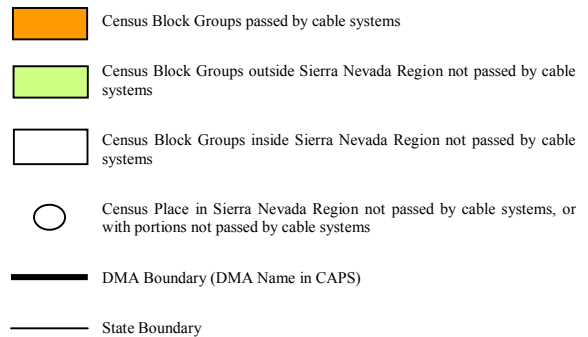 Census Block Groups passed by cable systems
Census Block Groups outside Sierra Nevada Region not passed by cable
systems
Census Block Groups inside Sierra Nevada Region not passed by cable
systems
Census Place in Sierra Nevada Region not passed by cable systems, or
with portions not passed by cable systems
DMA Boundary (DMA Name in CAPS)
State Boundary